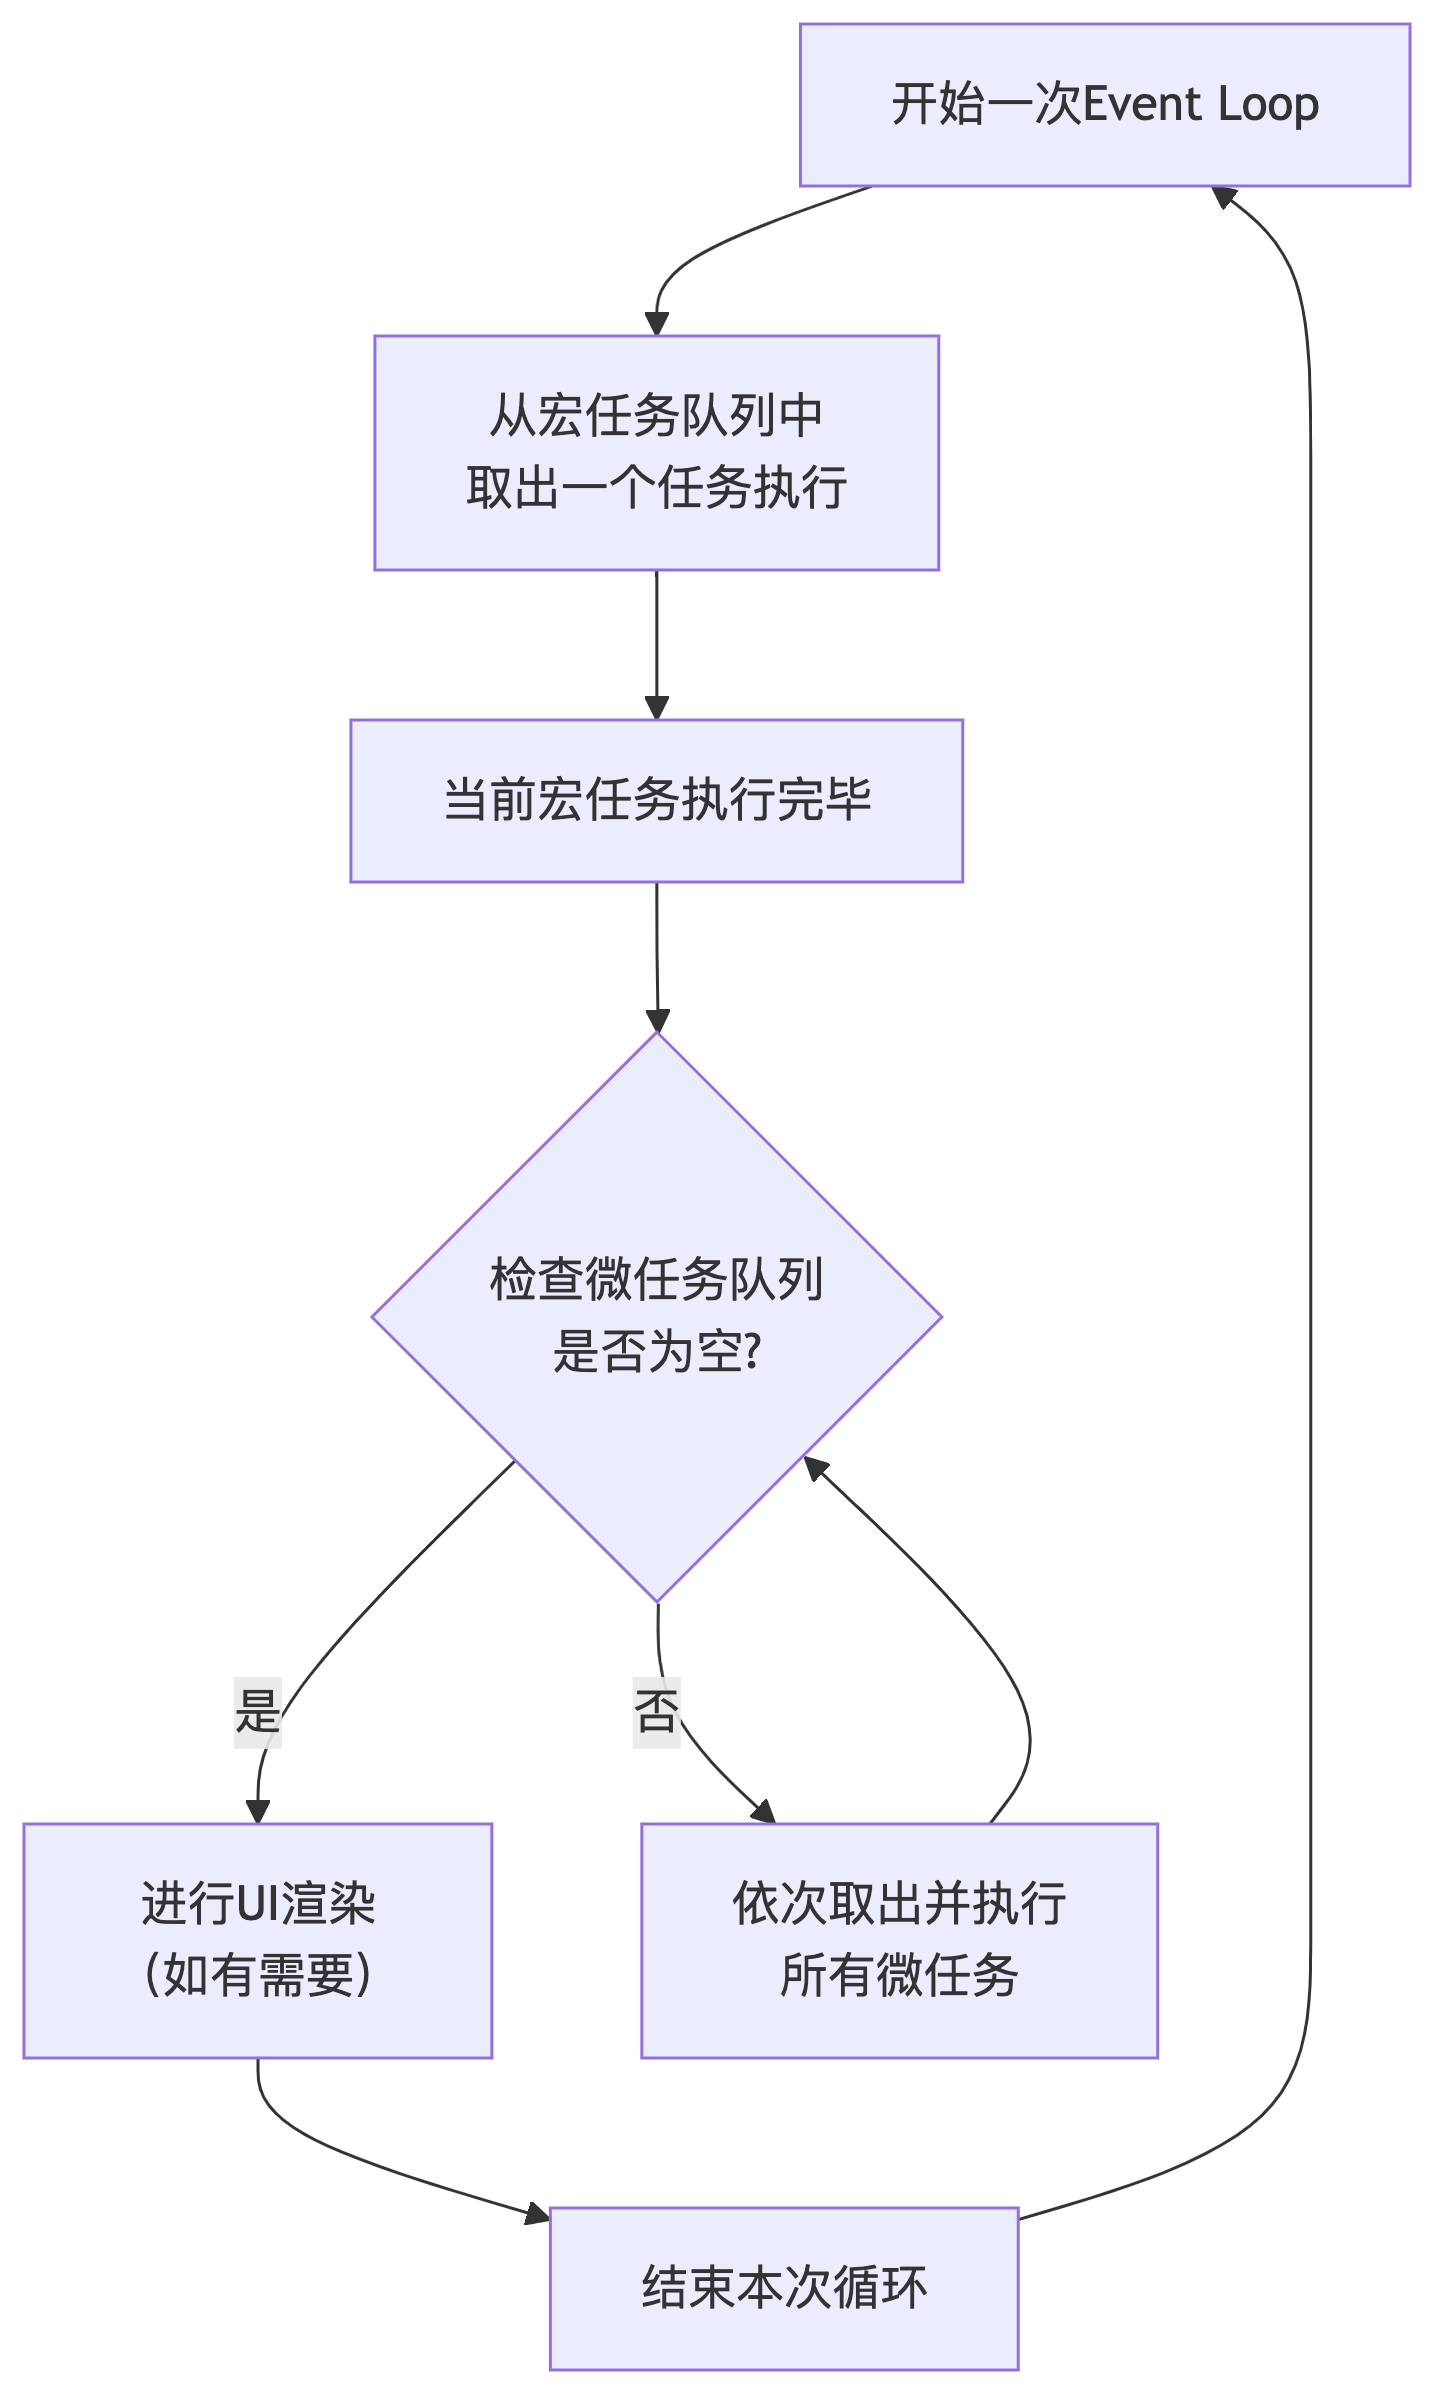 开始一次Event Loop
从宏任务队列中
取出一个任务执行
当前宏任务执行完毕
检查微任务队列
是否为空?
是
否
进行UI渲染
(如有需要)
依次取出并执行
所有微任务
结束本次循环